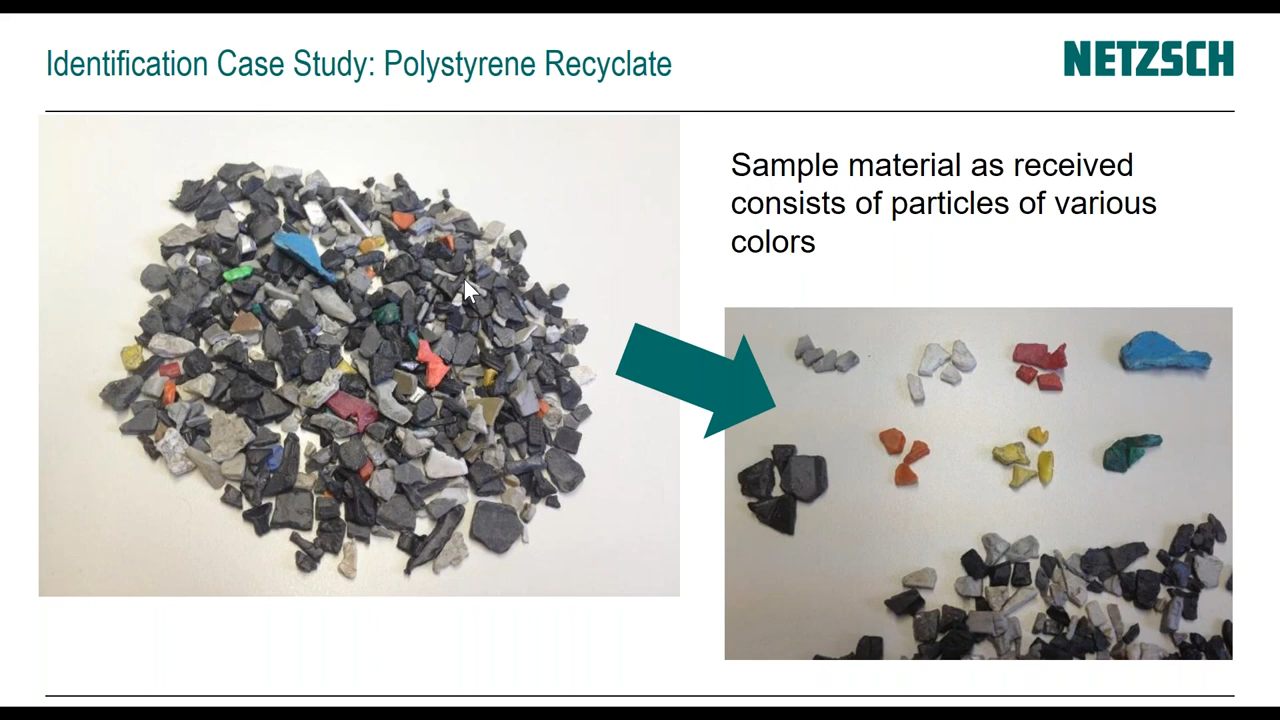 Identification Case Study: Polystyrene Recyclate
NETZSCH
Sample material as received
consists of particles of various
colors